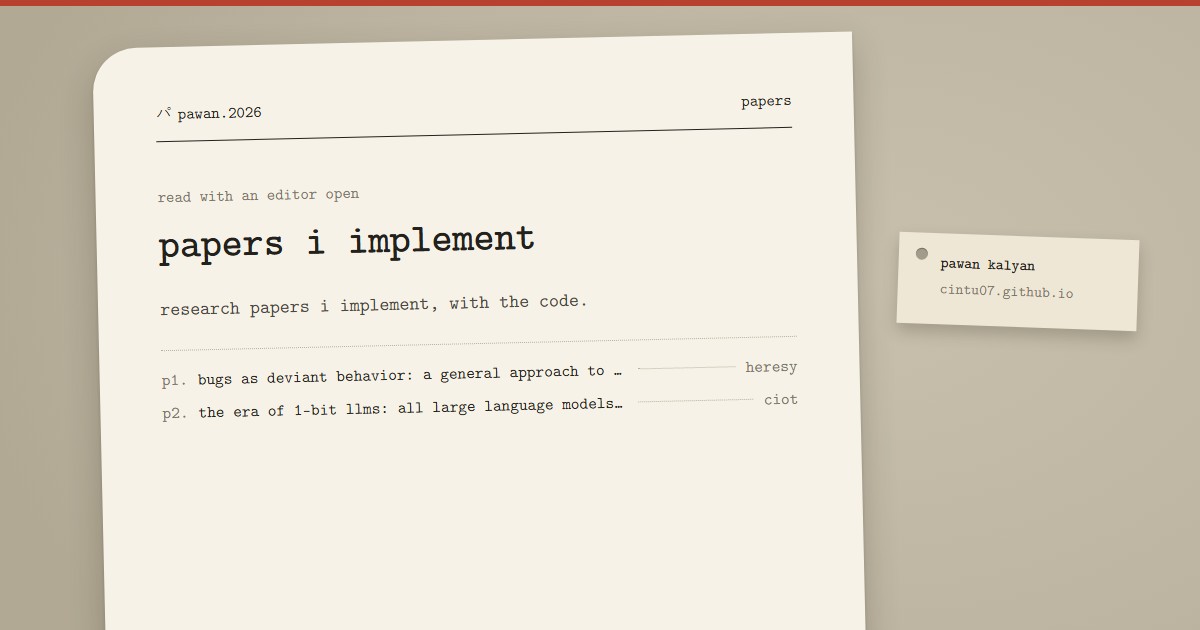 パ pawan.2026
papers
read with an editor open
papers i implement
research papers i implement, with the code.
p1. bugs as deviant behavior: a general approach to … heresy
p2. the era of 1-bit llms: all large language models… ciot
pawan kalyan
cintu07.github.io